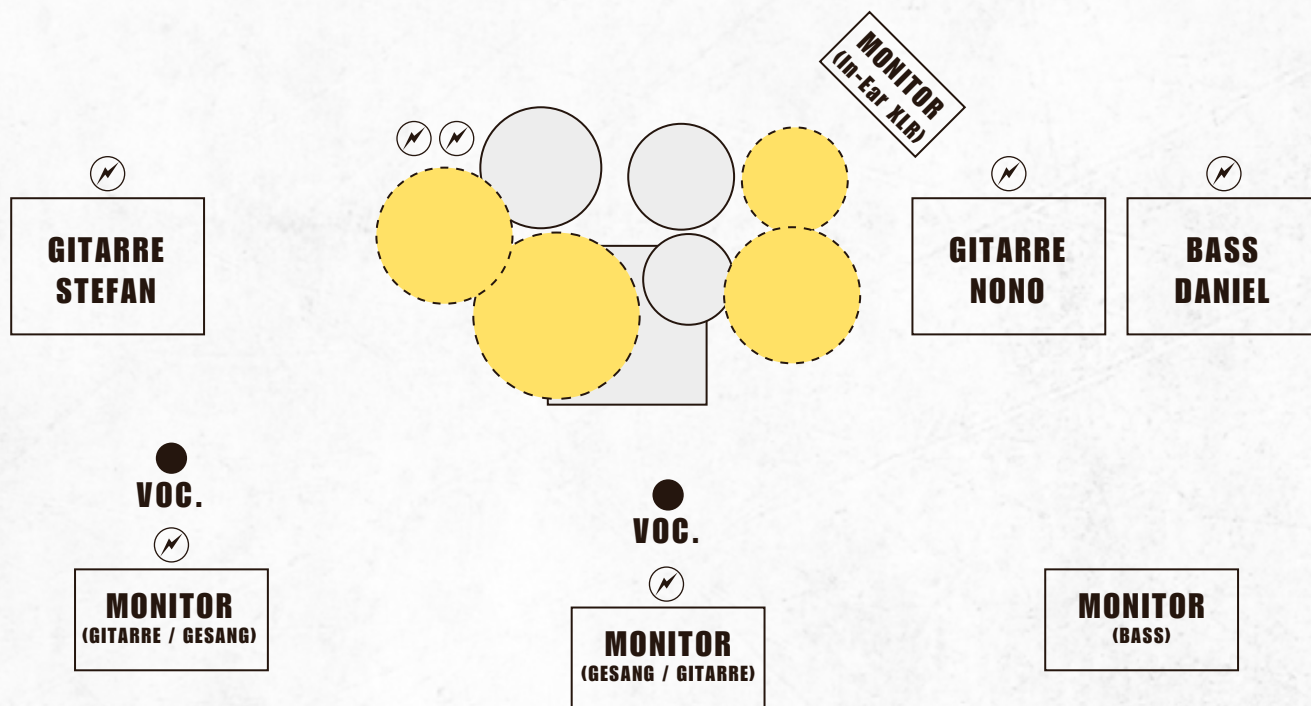 MONITOR
(In-Ear XLR)
GITARRE
STEFAN
GITARRE
NONO
BASS
DANIEL
VOC.
VOC.
MONITOR
(GITARRE / GESANG)
MONITOR
(GESANG / GITARRE)
MONITOR
(BASS)